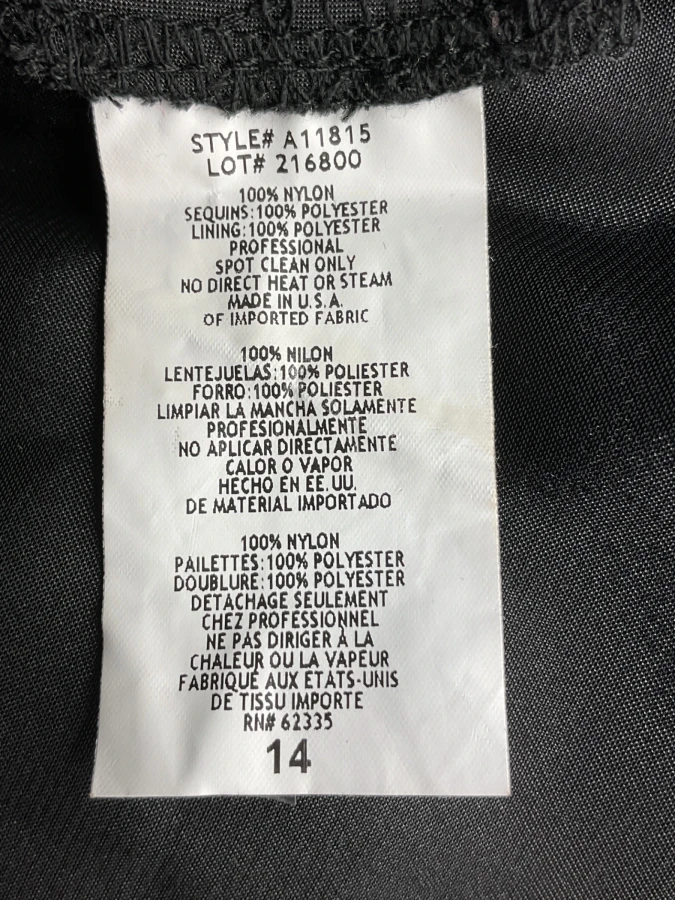 STYLE# A11815
LOT# 216800
100% NYLON
SEQUINS:100% POLYESTER
LINING:100% POLYESTER
PROFESSIONAL
SPOT CLEAN ONLY
NO DIRECT HEAT OR STEAM
MADE IN U.S.A.
OF IMPORTED FABRIC
100% NILON
LENTEJUELAS:100% POLIESTER
FORRO:100% POLIESTER
LIMPIAR LA MANCHA SOLAMENTE
PROFESIONALMENTE
NO APLICAR DIRECTAMENTE
CALOR O VAPOR
HECHO EN EE.UU.
DE MATERIAL IMPORTADO
100% NYLON
PAILETTES:100% POLYESTER
DOUBLURE:100% POLYESTER
DETACHAGE SEULEMENT
CHEZ PROFESSIONNEL
NE PAS DIRIGER À LA
CHALEUR OU LA VAPEUR
FABRIQUÉ AUX ETATS-UNIS
DE TISSU IMPORTE
RN# 62335
14